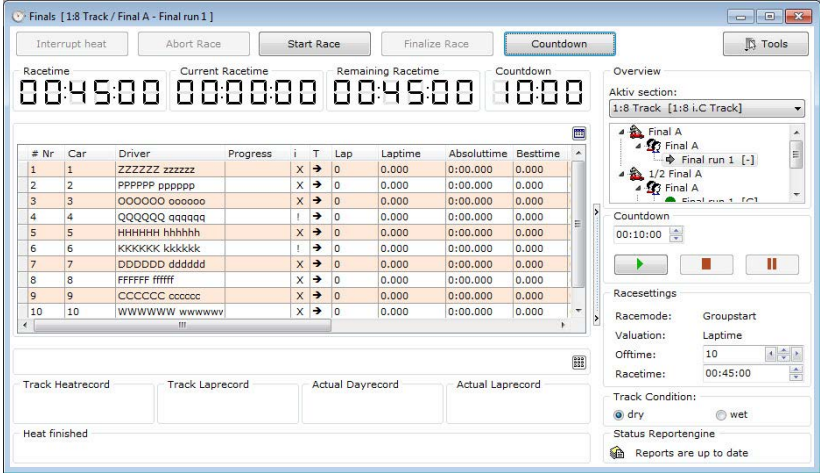 Finals [1:8 Track / Final A - Final run 1 ]
Interrupt heat Abort Race Start Race Finalize Race Countdown Tools
Racetime Current Racetime Remaining Racetime Countdown Overview
00:45:00 00:00:00 00:45:00 10:00
Aktiv section:
1:8 Track [1:8 i.C Track]
Final A
Final A
Final run 1 [-]
1/2 Final A
Final A
Final run 1 [C]
# Nr Car Driver Progress i T Lap Laptime Absoluttime Besttime
1 1 ZZZZZZ zzzzzz X ➔ 0 0.000 0:00.000 0.000
2 2 PPPPPP pppppp X ➔ 0 0.000 0:00.000 0.000
3 3 OOOOOO oooooo X ➔ 0 0.000 0:00.000 0.000
4 4 QQQQQQ qqqqqq ! ➔ 0 0.000 0:00.000 0.000
5 5 HHHHHH hhhhhh X ➔ 0 0.000 0:00.000 0.000
6 6 KKKKKK kkkkkk ! ➔ 0 0.000 0:00.000 0.000
7 7 DDDDDD dddddd X ➔ 0 0.000 0:00.000 0.000
8 8 FFFFFF ffffff X ➔ 0 0.000 0:00.000 0.000
9 9 CCCCCC cccccc X ➔ 0 0.000 0:00.000 0.000
10 10 WWWWWW wwwwwv X ➔ 0 0.000 0:00.000 0.000
Countdown
00:10:00
Racesettings
Racemode: Groupstart
Valuation: Laptime
Offtime: 10
Racetime: 00:45:00
Track Heatrecord Track Laprecord Actual Dayrecord Actual Laprecord
Track Condition:
dry wet
Heat finished
Status Reportengine
Reports are up to date